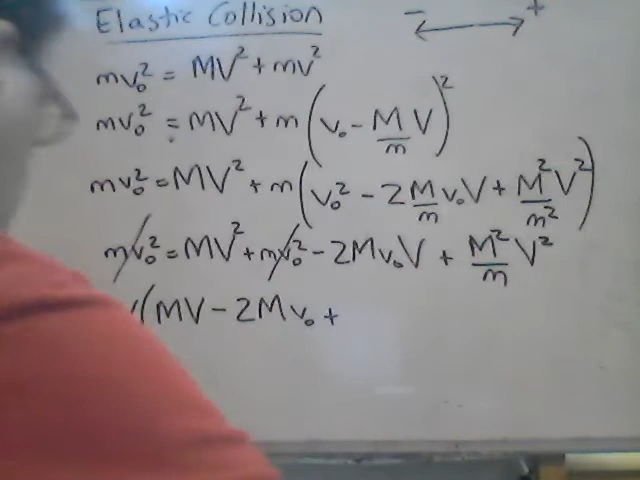 Elastic Collision
- +
mv₀² = MV² + mv²
mv₀² = MV² + m(v₀ - M/m V)²
mv₀² = MV² + m(v₀² - 2 M/m v₀V + M²/m² V²)
mv₀² = MV² + mv₀² - 2Mv₀V + M²/m V²
(MV - 2Mv₀ +